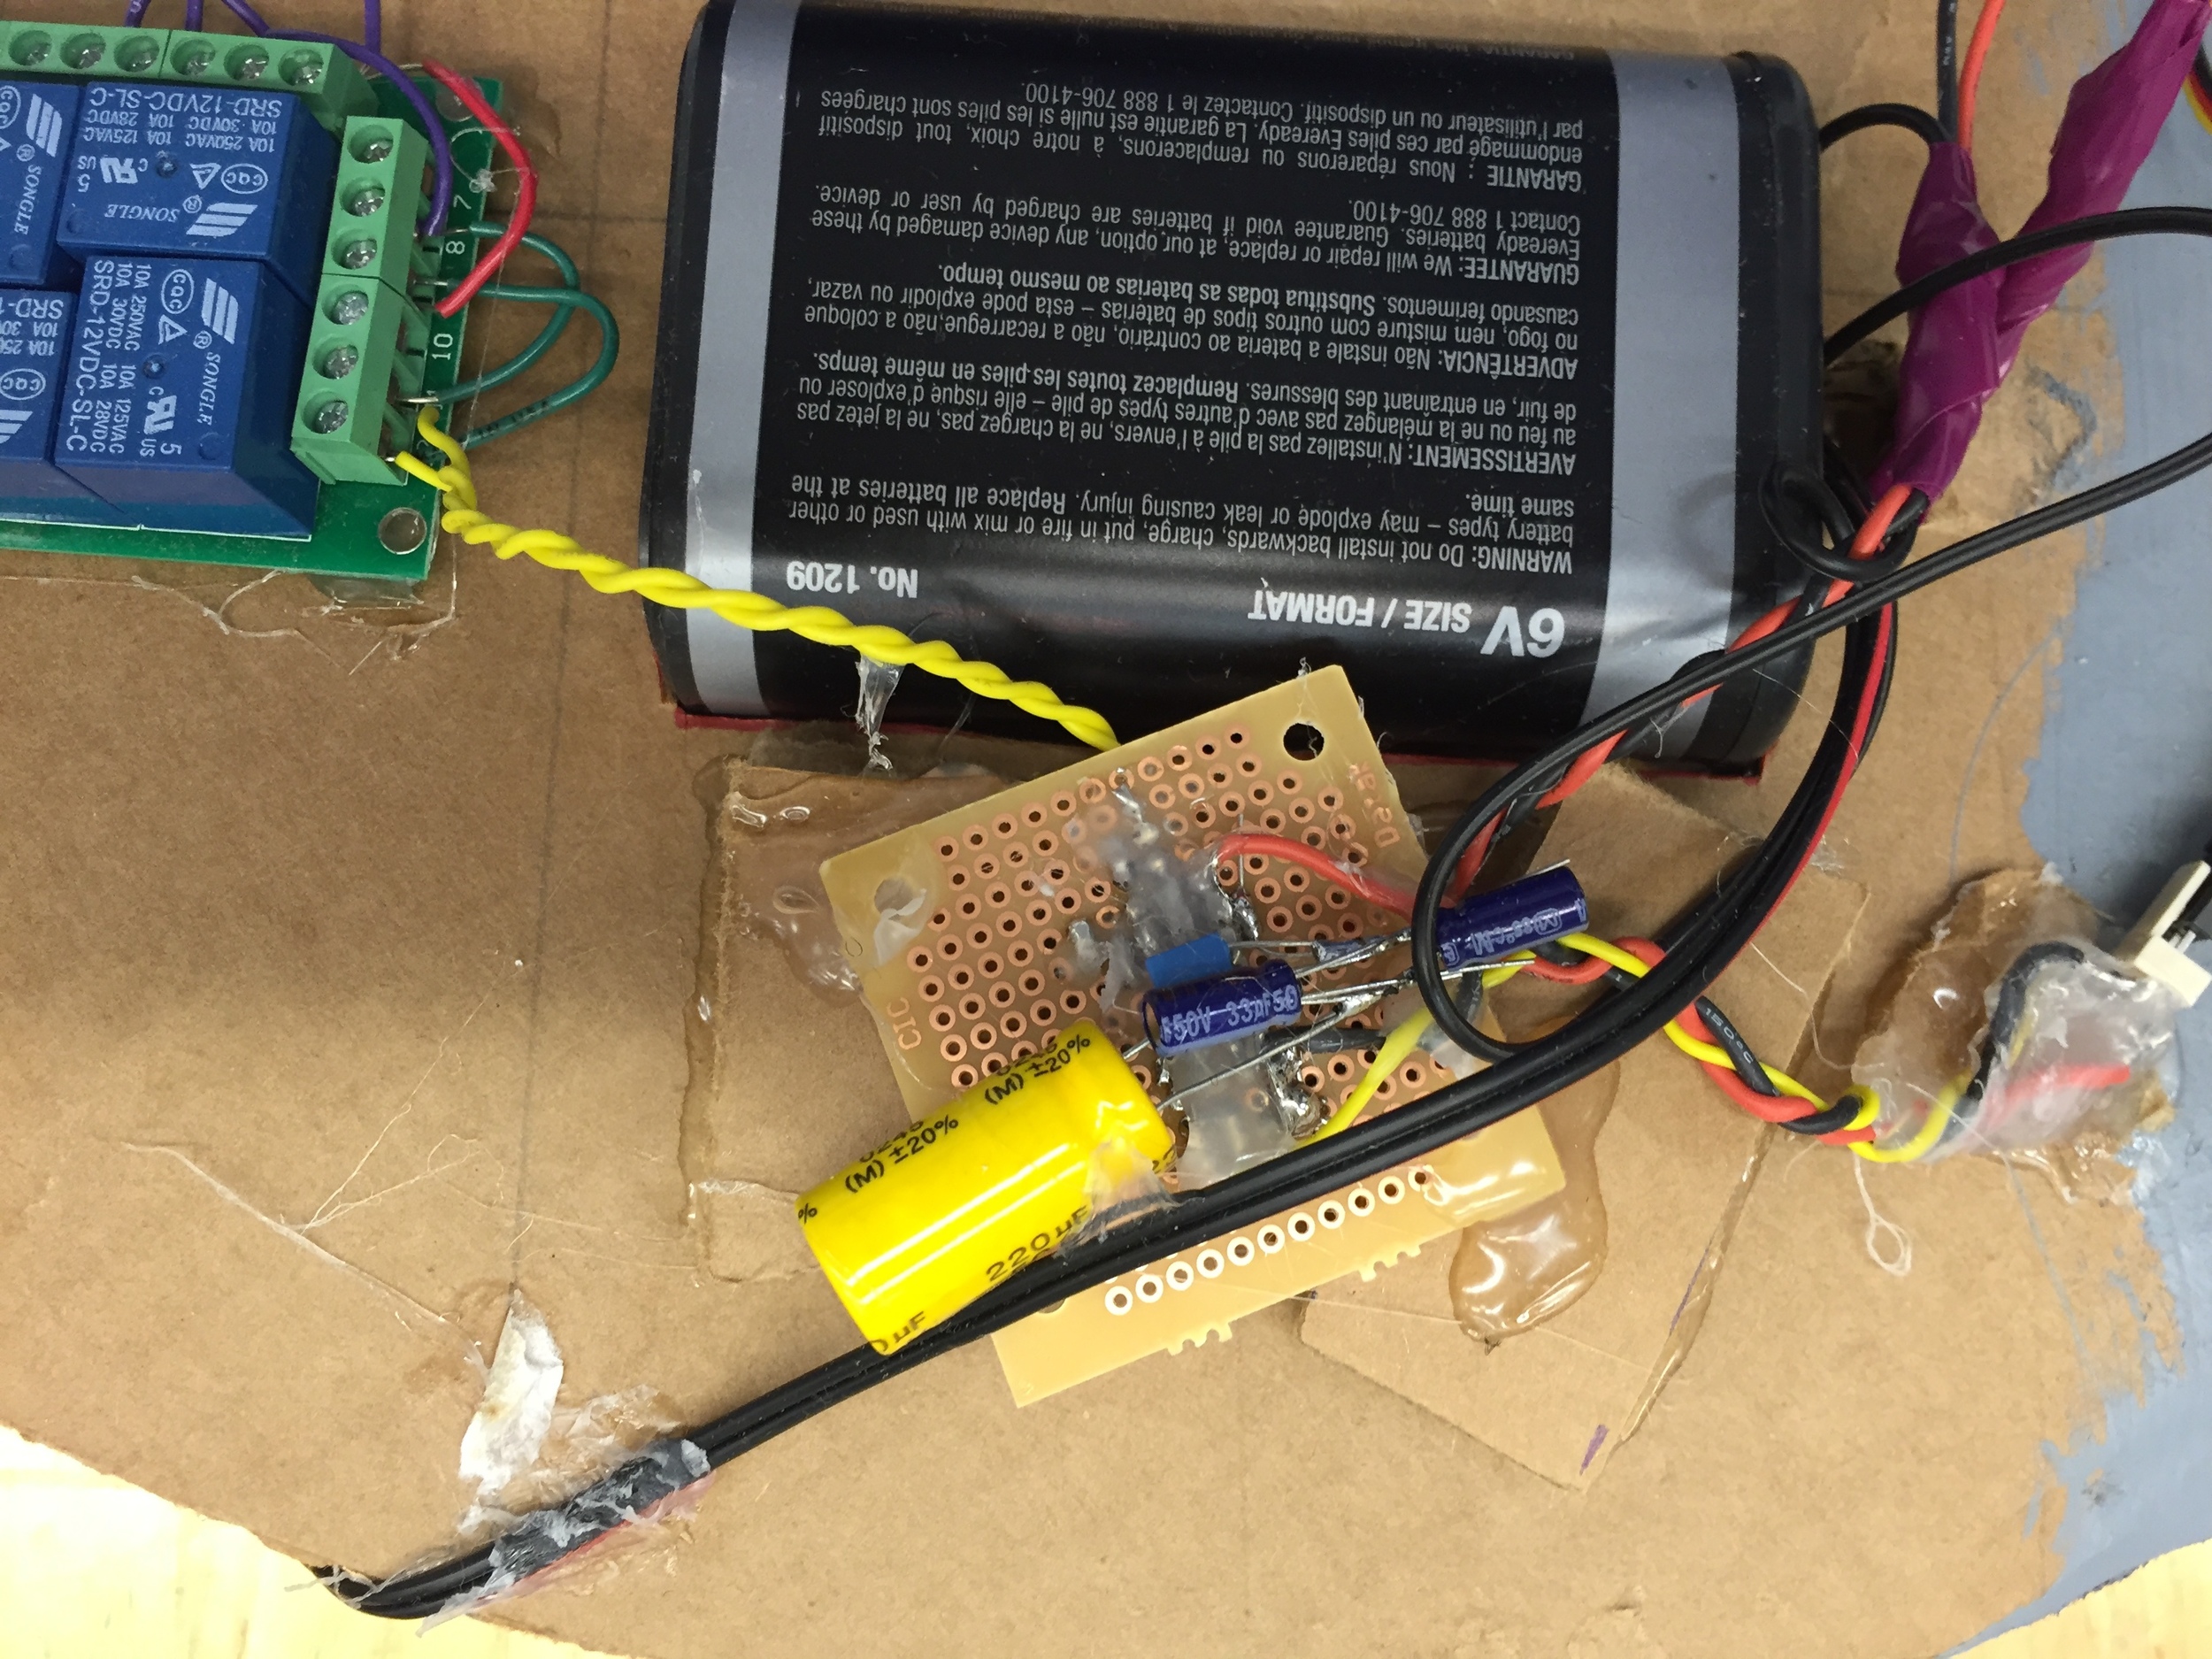 6V SIZE / FORMAT
No. 1209
WARNING: Do not install backwards, charge, put in fire or mix with used or other
battery types – may explode or leak causing injury. Replace all batteries at the
same time.
AVERTISSEMENT: N'installez pas la pile à l'envers, ne la chargez pas, ne la jetez pas
au feu ou ne la mélangez pas avec d'autres types de pile – elle risque d'exploser ou
de fuir, en entraînant des blessures. Remplacez toutes les piles en même temps.
ADVERTÊNCIA: Não instale a bateria ao contrário, não a recarregue, não a coloque
no fogo, nem misture com outros tipos de baterias – esta pode explodir ou vazar,
causando ferimentos. Substitua todas as baterias ao mesmo tempo.
GUARANTEE: We will repair or replace, at our option, any device damaged by these
Eveready batteries. Guarantee is void if batteries are charged by user or device
Contact 1 888 706-4100.
GARANTIE : Nous réparerons ou remplacerons, à notre choix, tout dispositif
endommagé par ces piles Eveready. La garantie est nulle si les piles sont chargées
par l'utilisateur ou un dispositif. Contactez le 1 888 706-4100.
SONGLE
5
10A 250VAC 10A 125VAC
10A 30VDC 10A 28VDC
SRD-12VDC-SL-C
SONGLE
5
10A 250VAC 10A 125VAC
10A 30VDC 10A 28VDC
SRD-12VDC-SL-C
SONGLE
7
8
10
50V 33µF50
(M) ±20%
(M) ±20%
220µF
150°C